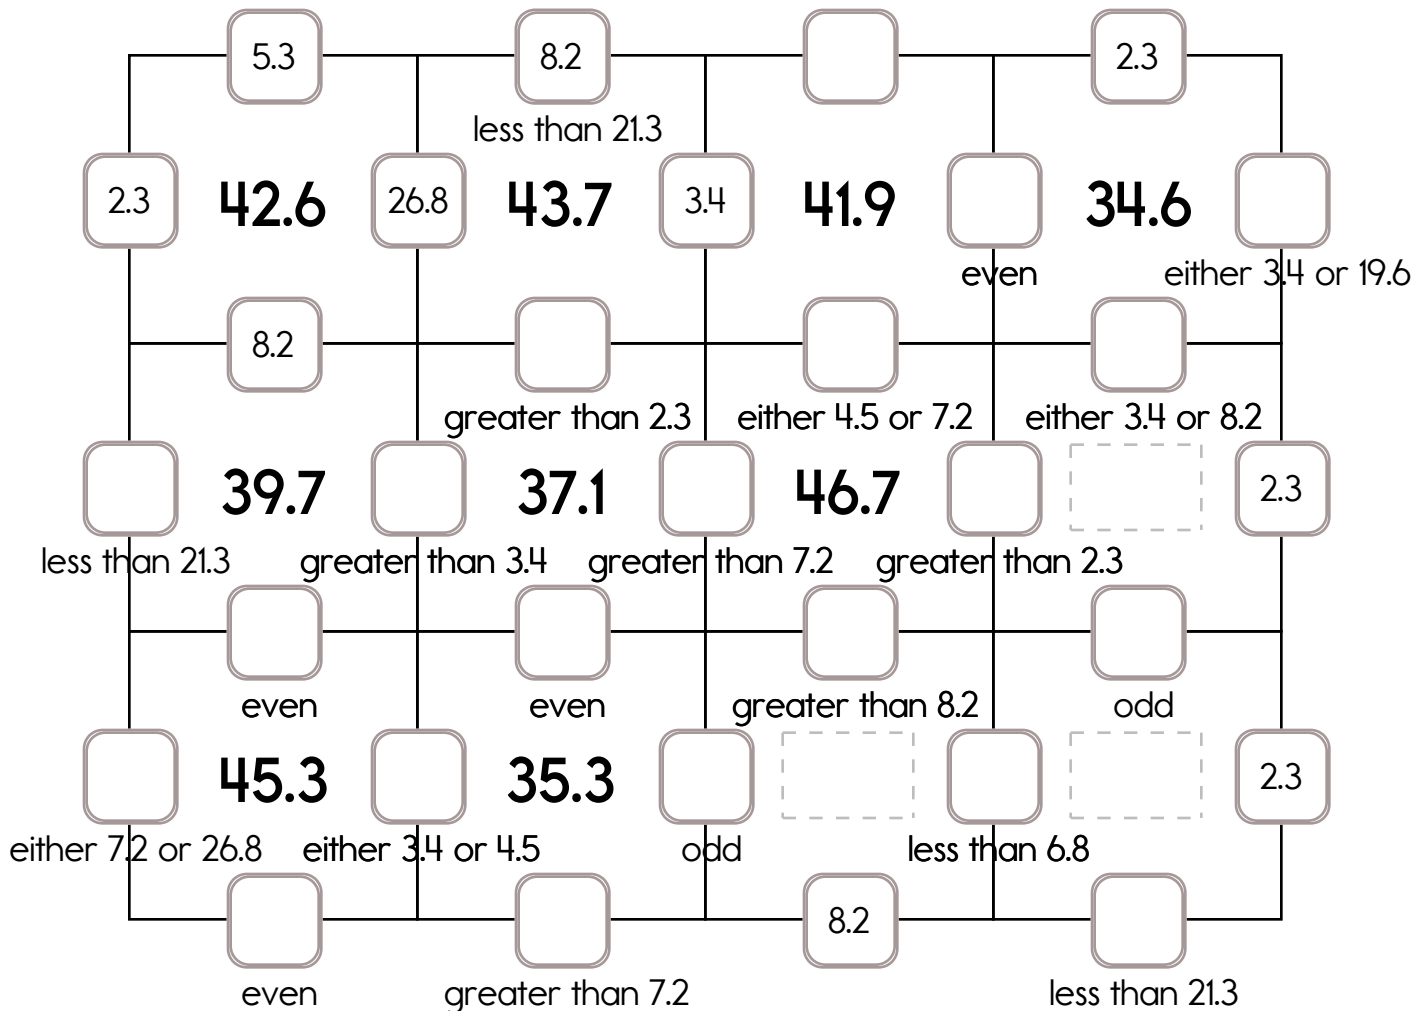 5.3 8.2 2.3
less than 21.3
2.3 42.6 26.8 43.7 3.4 41.9 34.6
even either 3.4 or 19.6
8.2
greater than 2.3 either 4.5 or 7.2 either 3.4 or 8.2
39.7 37.1 46.7 2.3
less than 21.3 greater than 3.4 greater than 7.2 greater than 2.3
even even greater than 8.2 odd
45.3 35.3 2.3
either 7.2 or 26.8 either 3.4 or 4.5 odd less than 6.8
8.2
even greater than 7.2 less than 21.3